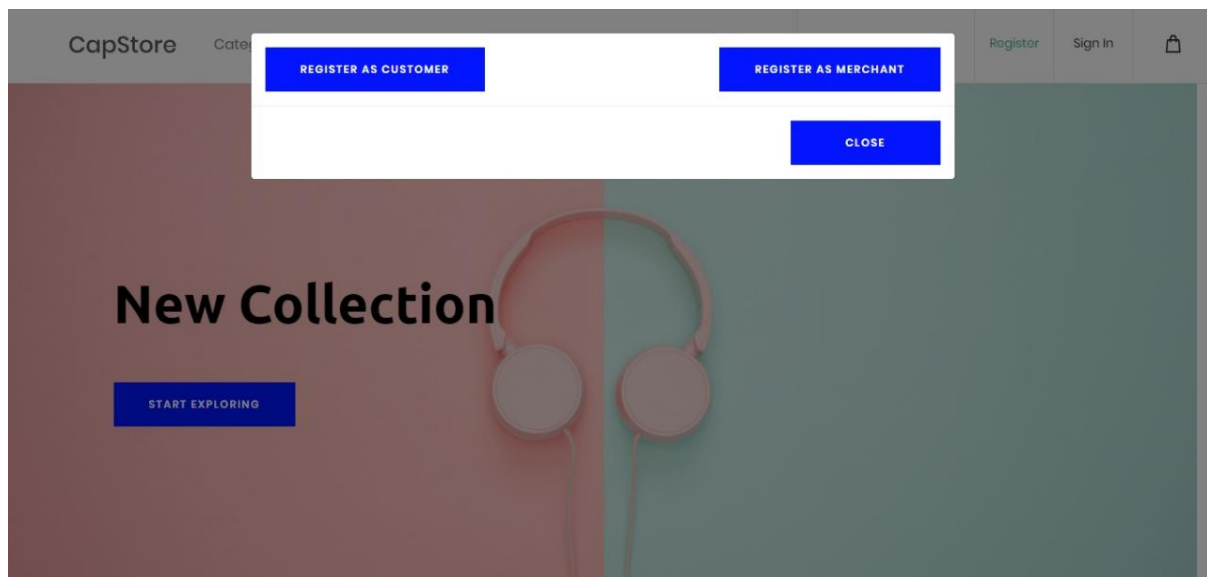 CapStore
Register
Sign In
REGISTER AS CUSTOMER
REGISTER AS MERCHANT
CLOSE
New Collection
START EXPLORING